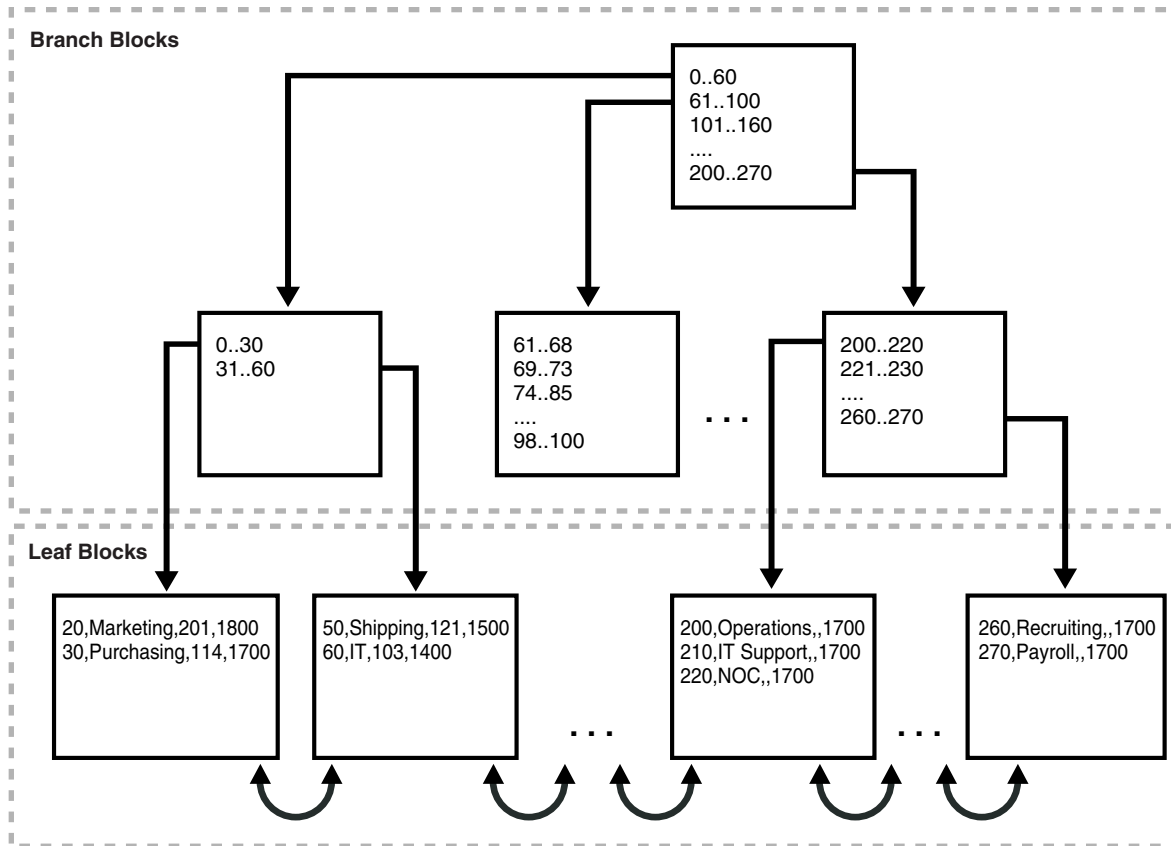 Branch Blocks
0..60
61..100
101..160
....
200..270
0..30
31..60
61..68
69..73
74..85
....
98..100
...
200..220
221..230
....
260..270
Leaf Blocks
20,Marketing,201,1800
30,Purchasing,114,1700
50,Shipping,121,1500
60,IT,103,1400
...
200,Operations,,1700
210,IT Support,,1700
220,NOC,,1700
...
260,Recruiting,,1700
270,Payroll,,1700